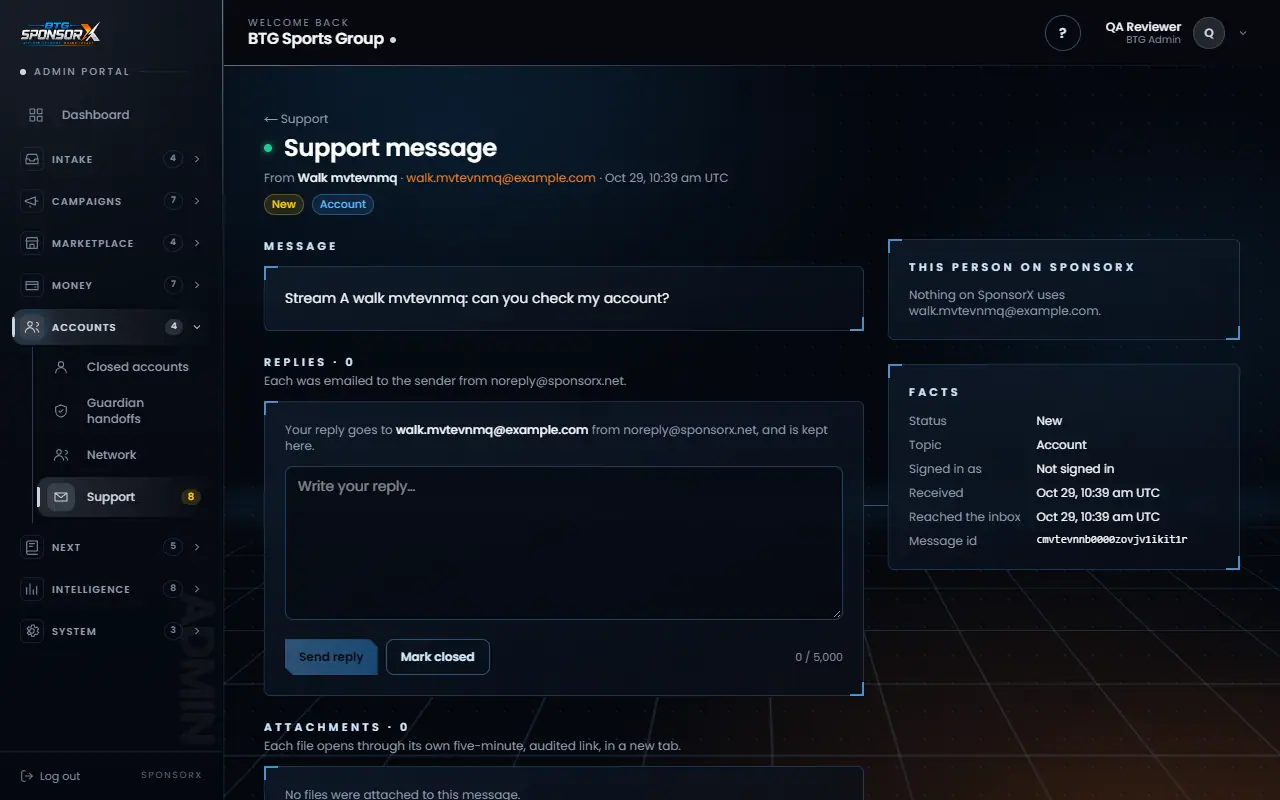 BTG
SPONSORX
ADMIN PORTAL
Dashboard
INTAKE 4
CAMPAIGNS 7
MARKETPLACE 4
MONEY 7
ACCOUNTS 4
Closed accounts
Guardian
handoffs
Network
Support 8
NEXT 5
INTELLIGENCE 8
SYSTEM 3
ADMIN
Log out SPONSORX
WELCOME BACK
BTG Sports Group
?
QA Reviewer
BTG Admin
Q
← Support
Support message
From Walk mvtevnmq · walk.mvtevnmq@example.com · Oct 29, 10:39 am UTC
New Account
MESSAGE
Stream A walk mvtevnmq: can you check my account?
REPLIES · 0
Each was emailed to the sender from noreply@sponsorx.net.
Your reply goes to walk.mvtevnmq@example.com from noreply@sponsorx.net, and is kept
here.
Write your reply...
Send reply Mark closed 0 / 5,000
ATTACHMENTS · 0
Each file opens through its own five-minute, audited link, in a new tab.
No files were attached to this message.
THIS PERSON ON SPONSORX
Nothing on SponsorX uses
walk.mvtevnmq@example.com.
FACTS
Status New
Topic Account
Signed in as Not signed in
Received Oct 29, 10:39 am UTC
Reached the inbox Oct 29, 10:39 am UTC
Message id cmvtevnnb0000zovjv1ikit1r